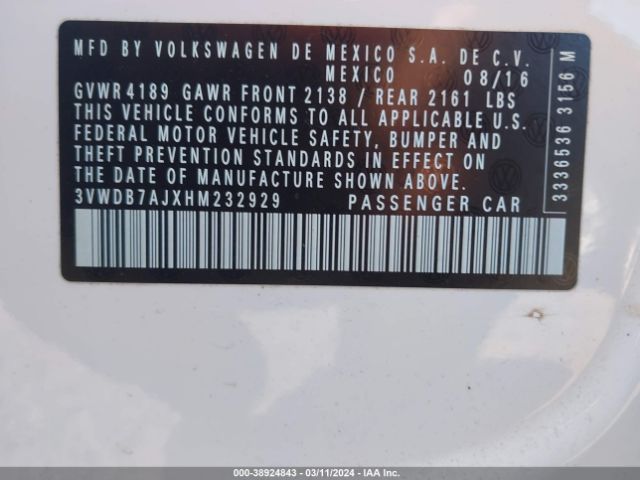 MFD BY VOLKSWAGEN DE MEXICO S.A. DE C.V.
MEXICO 08/16
GVWR 4189 GAWR FRONT 2138 / REAR 2161 LBS
THIS VEHICLE CONFORMS TO ALL APPLICABLE U.S.
FEDERAL MOTOR VEHICLE SAFETY, BUMPER AND
THEFT PREVENTION STANDARDS IN EFFECT ON
THE DATE OF MANUFACTURE SHOWN ABOVE.
3VWDB7AJXHM232929 PASSENGER CAR
3336536 3156 M
000-38924843 / 03/11/2024 — IAA Inc.